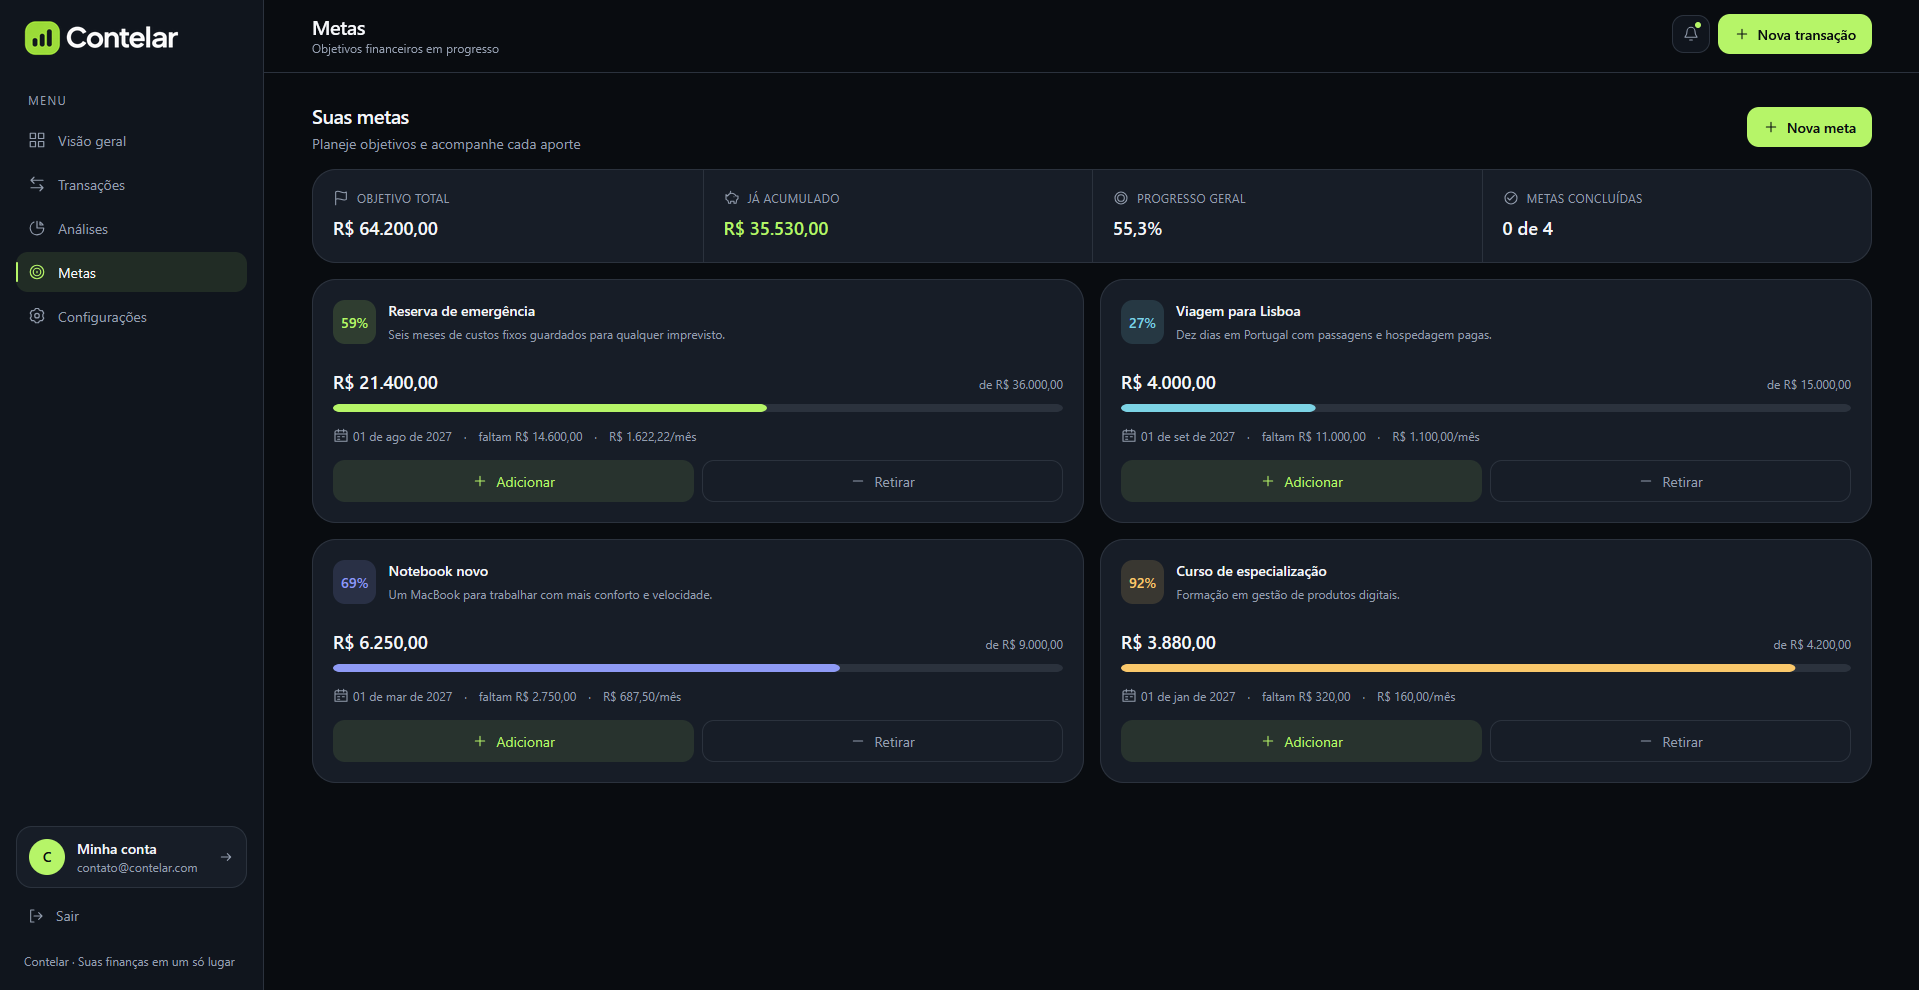 Contelar
MENU
Visão geral
Transações
Análises
Metas
Configurações
Minha conta
C
contato@contelar.com
Sair
Contelar · Suas finanças em um só lugar
Metas
Objetivos financeiros em progresso
Nova transação
Suas metas
Planeje objetivos e acompanhe cada aporte
Nova meta
OBJETIVO TOTAL
R$ 64.200,00
JÁ ACUMULADO
R$ 35.530,00
PROGRESSO GERAL
55,3%
METAS CONCLUÍDAS
0 de 4
59%
Reserva de emergência
Seis meses de custos fixos guardados para qualquer imprevisto.
R$ 21.400,00
de R$ 36.000,00
01 de ago de 2027 · faltam R$ 14.600,00 · R$ 1.622,22/mês
Adicionar
Retirar
27%
Viagem para Lisboa
Dez dias em Portugal com passagens e hospedagem pagas.
R$ 4.000,00
de R$ 15.000,00
01 de set de 2027 · faltam R$ 11.000,00 · R$ 1.100,00/mês
Adicionar
Retirar
69%
Notebook novo
Um MacBook para trabalhar com mais conforto e velocidade.
R$ 6.250,00
de R$ 9.000,00
01 de mar de 2027 · faltam R$ 2.750,00 · R$ 687,50/mês
Adicionar
Retirar
92%
Curso de especialização
Formação em gestão de produtos digitais.
R$ 3.880,00
de R$ 4.200,00
01 de jan de 2027 · faltam R$ 320,00 · R$ 160,00/mês
Adicionar
Retirar